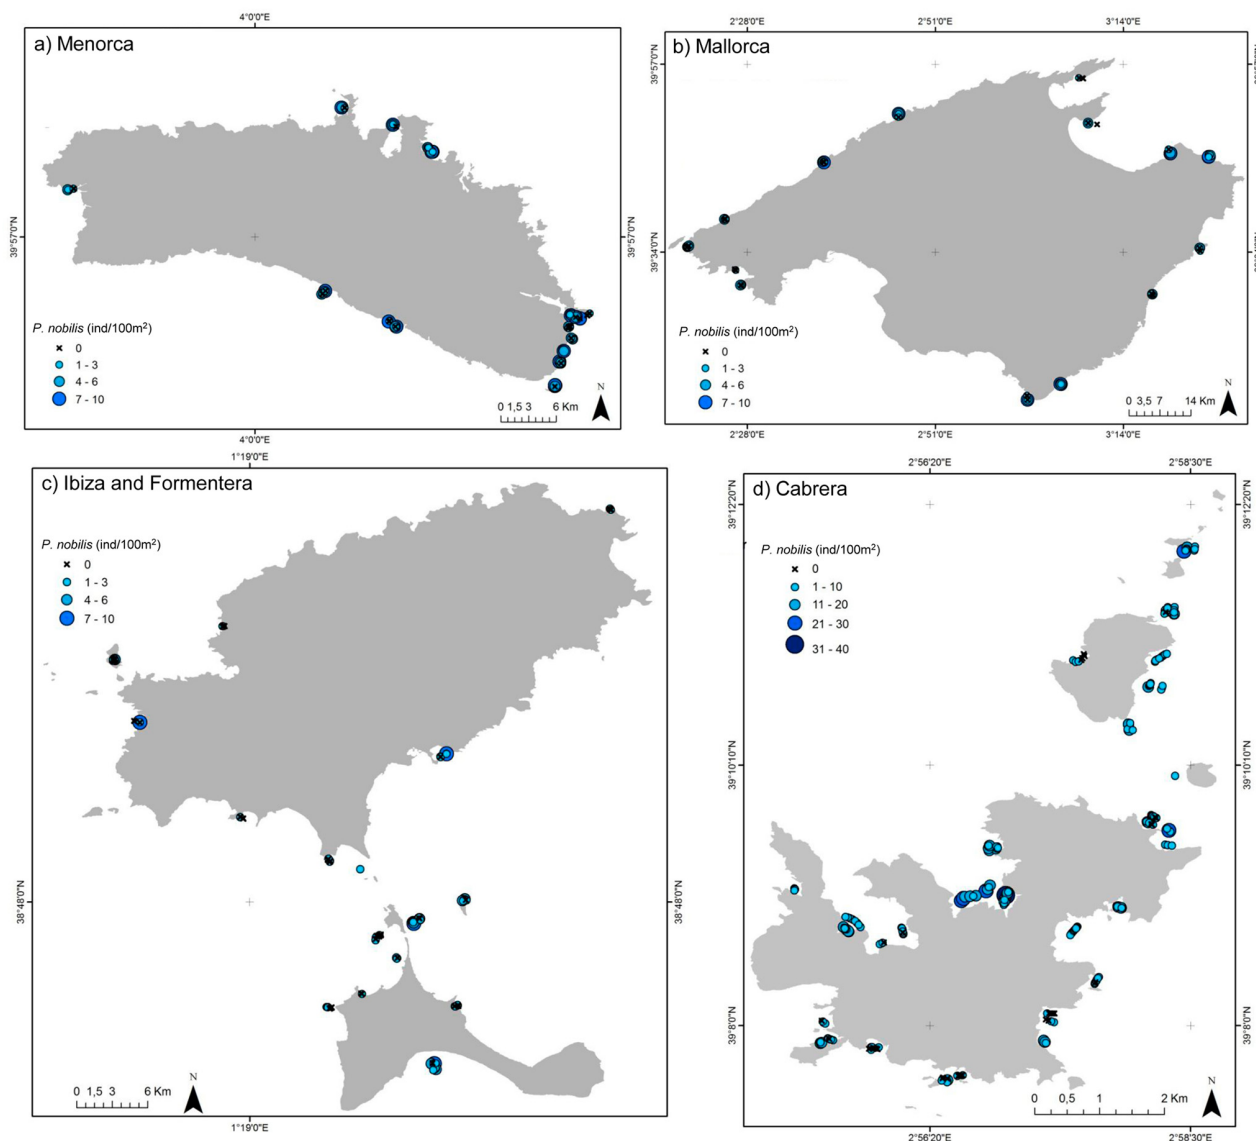 4°0'0"E
a) Menorca
39°57'0"N
39°57'0"N
P. nobilis (ind/100m²)
0
1 - 3
4 - 6
7 - 10
0 1,5 3 6 Km
N
4°0'0"E
2°28'0"E 2°51'0"E 3°14'0"E
b) Mallorca
39°57'0"N
39°34'0"N
P. nobilis (ind/100m²)
0
1 - 3
4 - 6
7 - 10
0 3,5 7 14 Km
N
2°28'0"E 2°51'0"E 3°14'0"E
1°19'0"E
c) Ibiza and Formentera
P. nobilis (ind/100m²)
0
1 - 3
4 - 6
7 - 10
38°48'0"N
38°48'0"N
0 1,5 3 6 Km
N
1°19'0"E
2°56'20"E 2°58'30"E
d) Cabrera
39°12'20"N
39°12'20"N
P. nobilis (ind/100m²)
0
1 - 10
11 - 20
21 - 30
31 - 40
39°10'10"N
39°10'10"N
39°8'0"N
39°8'0"N
0 0,5 1 2 Km
N
2°56'20"E 2°58'30"E